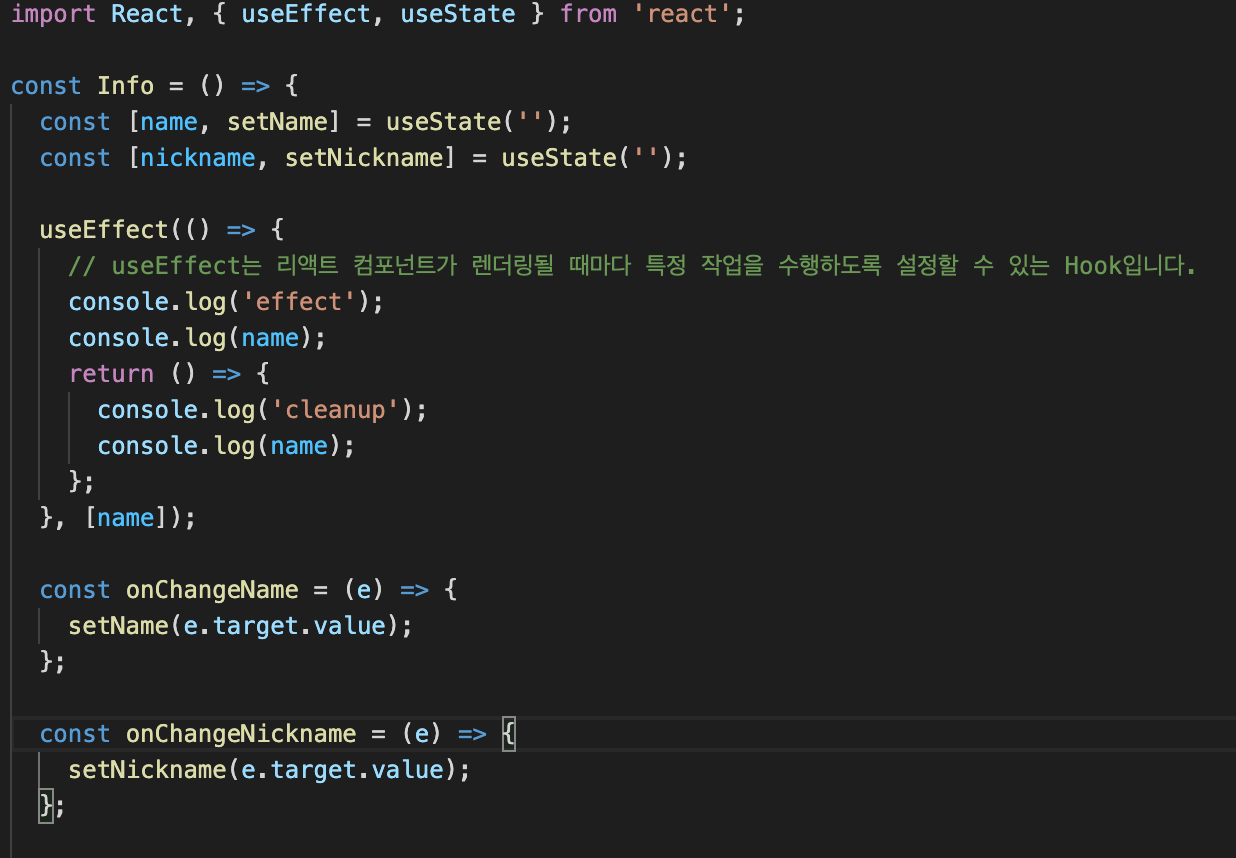 import React, { useEffect, useState } from 'react';
const Info = () => {
const [name, setName] = useState('');
const [nickname, setNickname] = useState('');
useEffect(() => {
// useEffect는 리액트 컴포넌트가 렌더링될 때마다 특정 작업을 수행하도록 설정할 수 있는 Hook입니다.
console.log('effect');
console.log(name);
return () => {
console.log('cleanup');
console.log(name);
};
}, [name]);
const onChangeName = (e) => {
setName(e.target.value);
};
const onChangeNickname = (e) => {
setNickname(e.target.value);
};